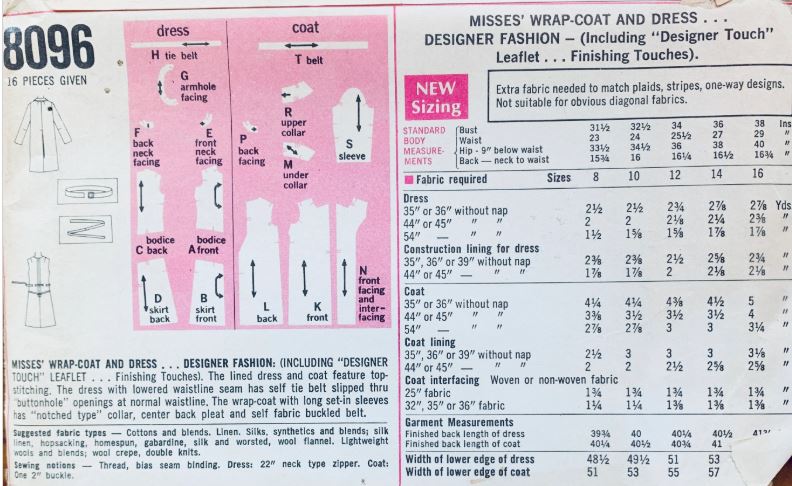 8096
16 PIECES GIVEN
dress
H tie belt
G
armhole
facing
F
back
neck
facing
E
front
neck
facing
bodice
C back
bodice
A front
D
skirt
back
B
skirt
front
coat
T belt
R
upper
collar
P
back
facing
M
under
collar
S
sleeve
L
back
K
front
N
front
facing
and
inter-
facing
MISSES' WRAP-COAT AND DRESS . . . DESIGNER FASHION: (INCLUDING "DESIGNER
TOUCH" LEAFLET . . . Finishing Touches). The lined dress and coat feature top-
stitching. The dress with lowered waistline seam has self tie belt slipped thru
"buttonhole" openings at normal waistline. The wrap-coat with long set-in sleeves
has "notched type" collar, center back pleat and self fabric buckled belt.
Suggested fabric types — Cottons and blends. Linen. Silks, synthetics and blends; silk
linen, hopsacking, homespun, gabardine, silk and worsted, wool flannel. Lightweight
wools and blends; wool crepe, double knits.
Sewing notions — Thread, bias seam binding. Dress: 22" neck type zipper. Coat:
One 2" buckle.
MISSES' WRAP-COAT AND DRESS . . .
DESIGNER FASHION – (Including "Designer Touch"
Leaflet . . . Finishing Touches).
NEW
Sizing
Extra fabric needed to match plaids, stripes, one-way designs.
Not suitable for obvious diagonal fabrics.
STANDARD
BODY
MEASURE-
MENTS
Bust 31½ 32½ 34 36 38 Ins
Waist 23 24 25½ 27 29 "
Hip - 9" below waist 33½ 34½ 36 38 40 "
Back — neck to waist 15¾ 16 16¼ 16½ 16¾ "
Fabric required Sizes 8 10 12 14 16
Dress
35" or 36" without nap 2½ 2½ 2¾ 2⅞ 2⅞ Yds
44" or 45" " " 2 2 2⅛ 2¼ 2⅜ "
54" — " " 1½ 1⅝ 1⅝ 1⅞ 1⅞ "
Construction lining for dress
35", 36" or 39" without nap 2⅜ 2⅜ 2½ 2⅝ 2¾ "
44" or 45" — " " 1⅞ 1⅞ 2 2⅛ 2⅛ "
Coat
35" or 36" without nap 4¼ 4¼ 4⅜ 4½ 5 "
44" or 45" " " 3⅜ 3½ 3½ 3½ 4 "
54" — " " 2⅞ 2⅞ 3 3 3¼ "
Coat lining
35", 36" or 39" without nap 2½ 3 3 3 3⅛ "
44" or 45" — " " 2 2 2½ 2⅝ 2⅝ "
Coat interfacing Woven or non-woven fabric
25" fabric 1¾ 1¾ 1¾ 1¾ 1¾ "
32", 35" or 36" fabric 1¼ 1¼ 1⅜ 1⅜ 1⅜ "
Garment Measurements
Finished back length of dress 39¾ 40 40¼ 40½
Finished back length of coat 40¼ 40½ 40¾ 41
Width of lower edge of dress 48½ 49½ 51 53
Width of lower edge of coat 51 53 55 57